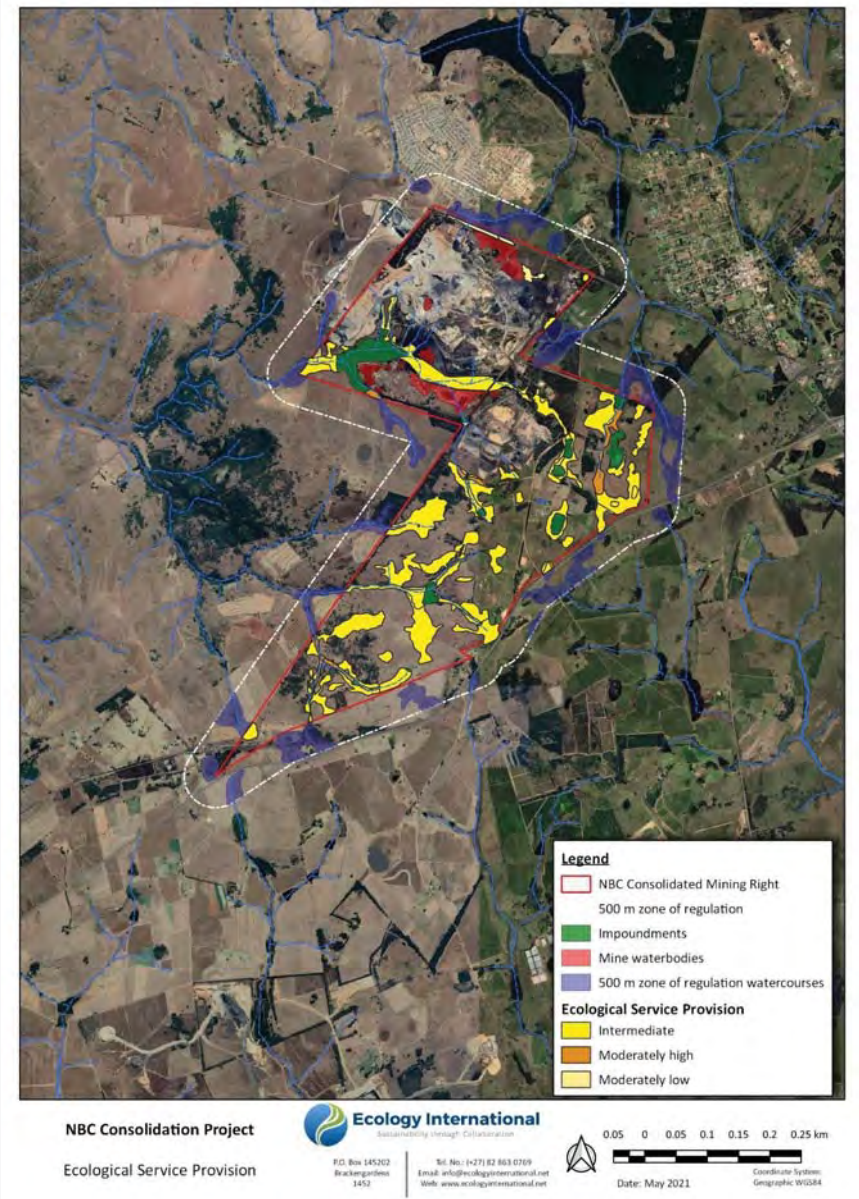 Legend
NBC Consolidated Mining Right
500 m zone of regulation
Impoundments
Mine waterbodies
500 m zone of regulation watercourses
Ecological Service Provision
Intermediate
Moderately high
Moderately low
NBC Consolidation Project
Ecological Service Provision
Ecology International
Sustainability through Collaboration
P.O. Box 145202
Brackengardens
1452
Tel. No.: (+27) 82 863 0769
Email: info@ecologyinternational.net
Web: www.ecologyinternational.net
0.05 0 0.05 0.1 0.15 0.2 0.25 km
Date: May 2021
Coordinate System:
Geographic WGS84